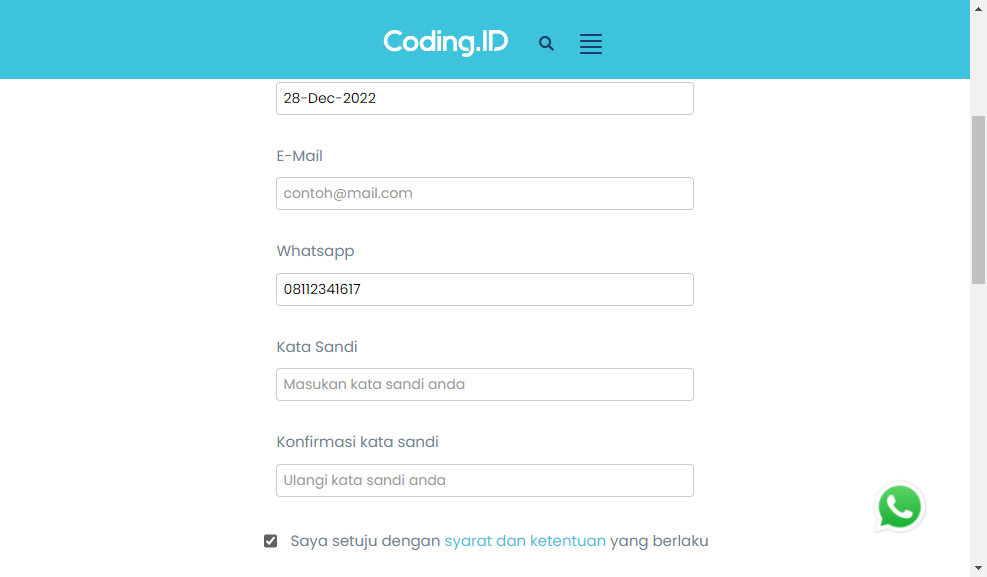 Coding.ID
28-Dec-2022
E-Mail
contoh@mail.com
Whatsapp
08112341617
Kata Sandi
Masukan kata sandi anda
Konfirmasi kata sandi
Ulangi kata sandi anda
Saya setuju dengan syarat dan ketentuan yang berlaku